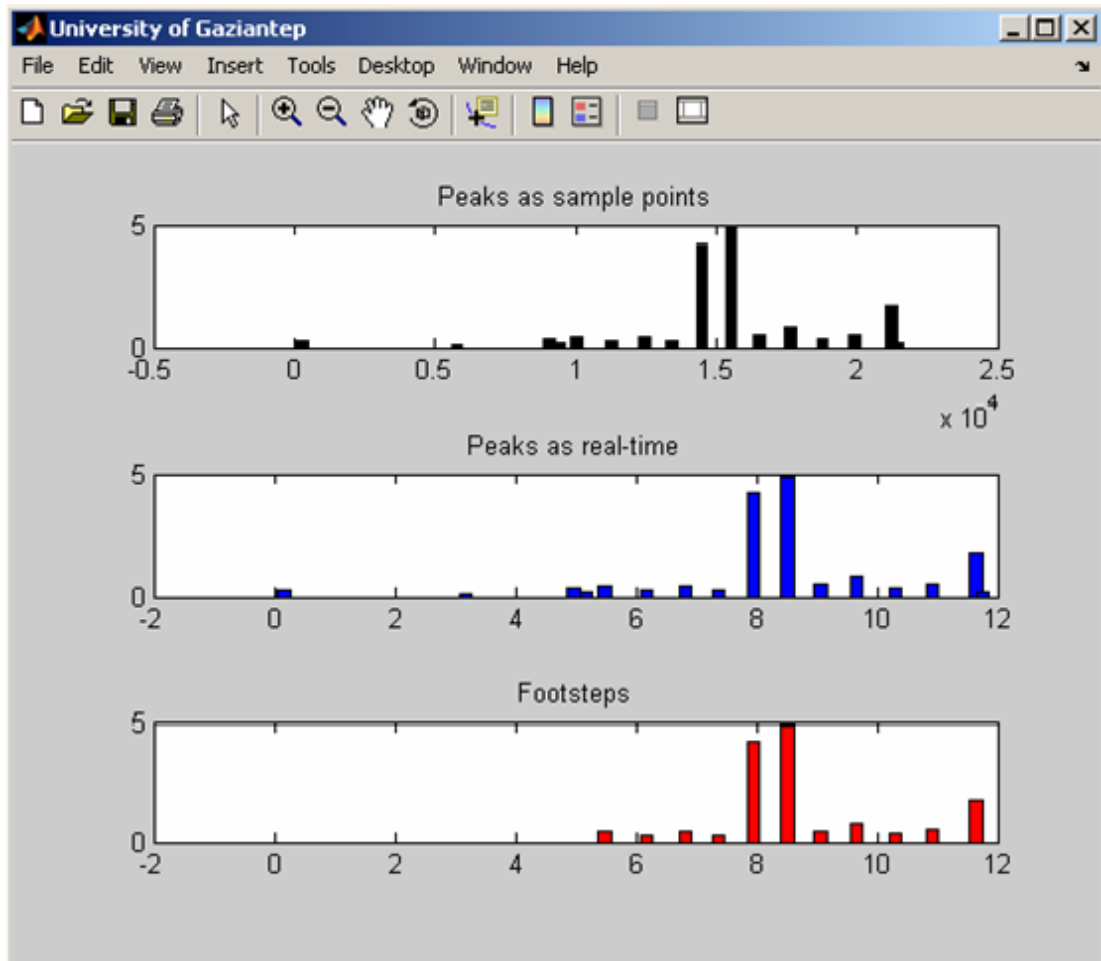 University of Gaziantep
File Edit View Insert Tools Desktop Window Help
Peaks as sample points
5
0
-0.5 0 0.5 1 1.5 2 2.5
x 10^4
Peaks as real-time
5
0
-2 0 2 4 6 8 10 12
Footsteps
5
0
-2 0 2 4 6 8 10 12